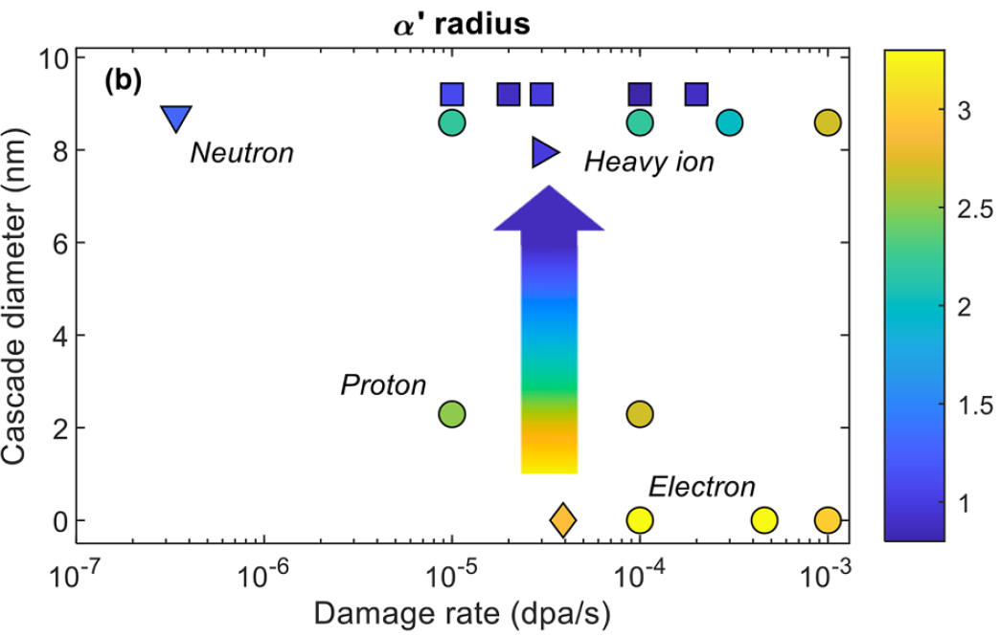 α' radius
(b)
Cascade diameter (nm)
10
8
6
4
2
0
Neutron
Heavy ion
Proton
Electron
10⁻⁷
10⁻⁶
10⁻⁵
10⁻⁴
10⁻³
Damage rate (dpa/s)
3
2.5
2
1.5
1